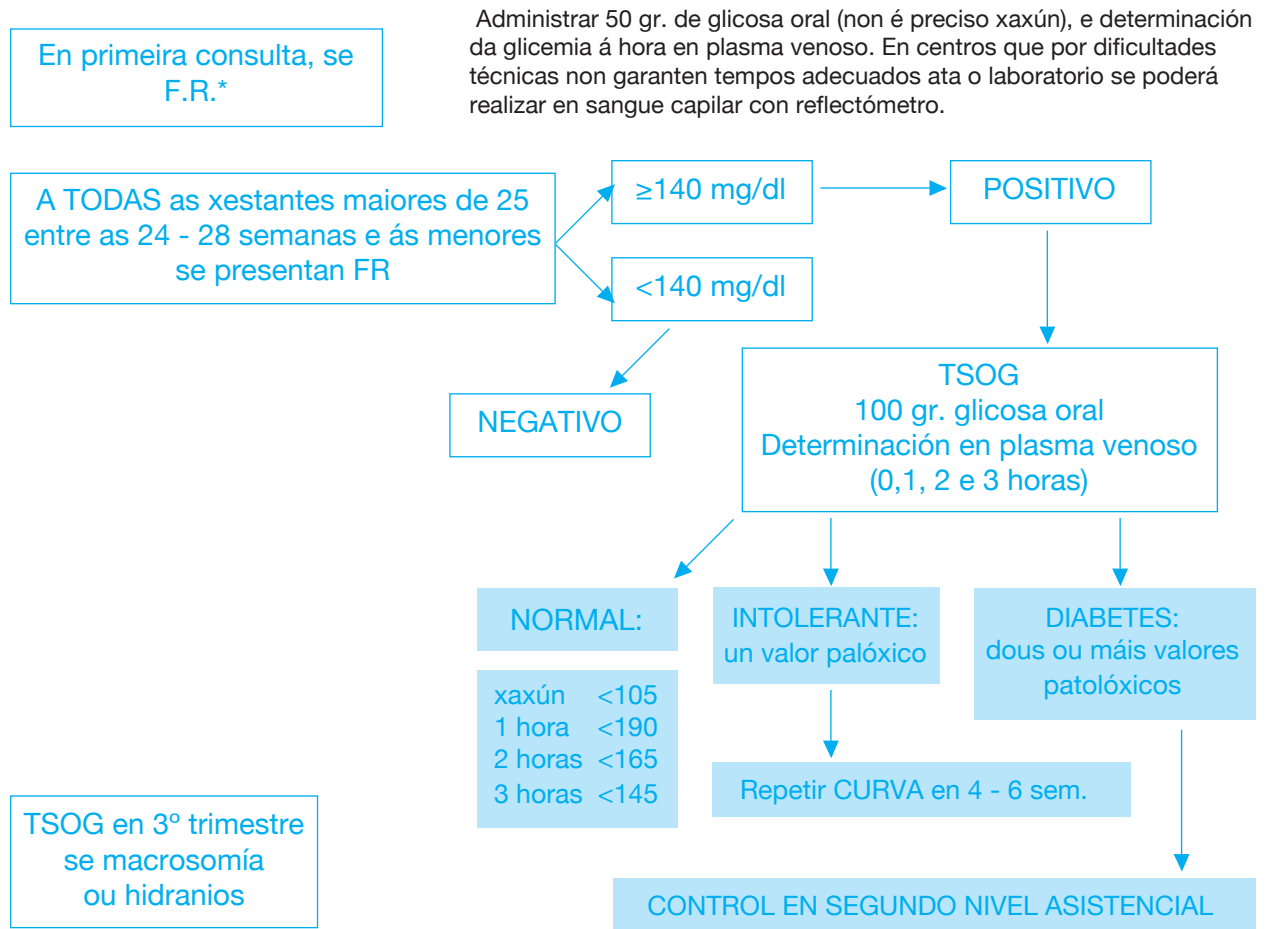 En primeira consulta, se
F.R.*
Administrar 50 gr. de glicosa oral (non é preciso xaxún), e determinación
da glicemia á hora en plasma venoso. En centros que por dificultades
técnicas non garanten tempos adecuados ata o laboratorio se poderá
realizar en sangue capilar con reflectómetro.
A TODAS as xestantes maiores de 25
entre as 24 - 28 semanas e ás menores
se presentan FR
≥140 mg/dl
POSITIVO
<140 mg/dl
NEGATIVO
TSOG
100 gr. glicosa oral
Determinación en plasma venoso
(0,1, 2 e 3 horas)
NORMAL:
xaxún <105
1 hora <190
2 horas <165
3 horas <145
INTOLERANTE:
un valor palóxico
DIABETES:
dous ou máis valores
patolóxicos
Repetir CURVA en 4 - 6 sem.
TSOG en 3º trimestre
se macrosomía
ou hidranios
CONTROL EN SEGUNDO NIVEL ASISTENCIAL